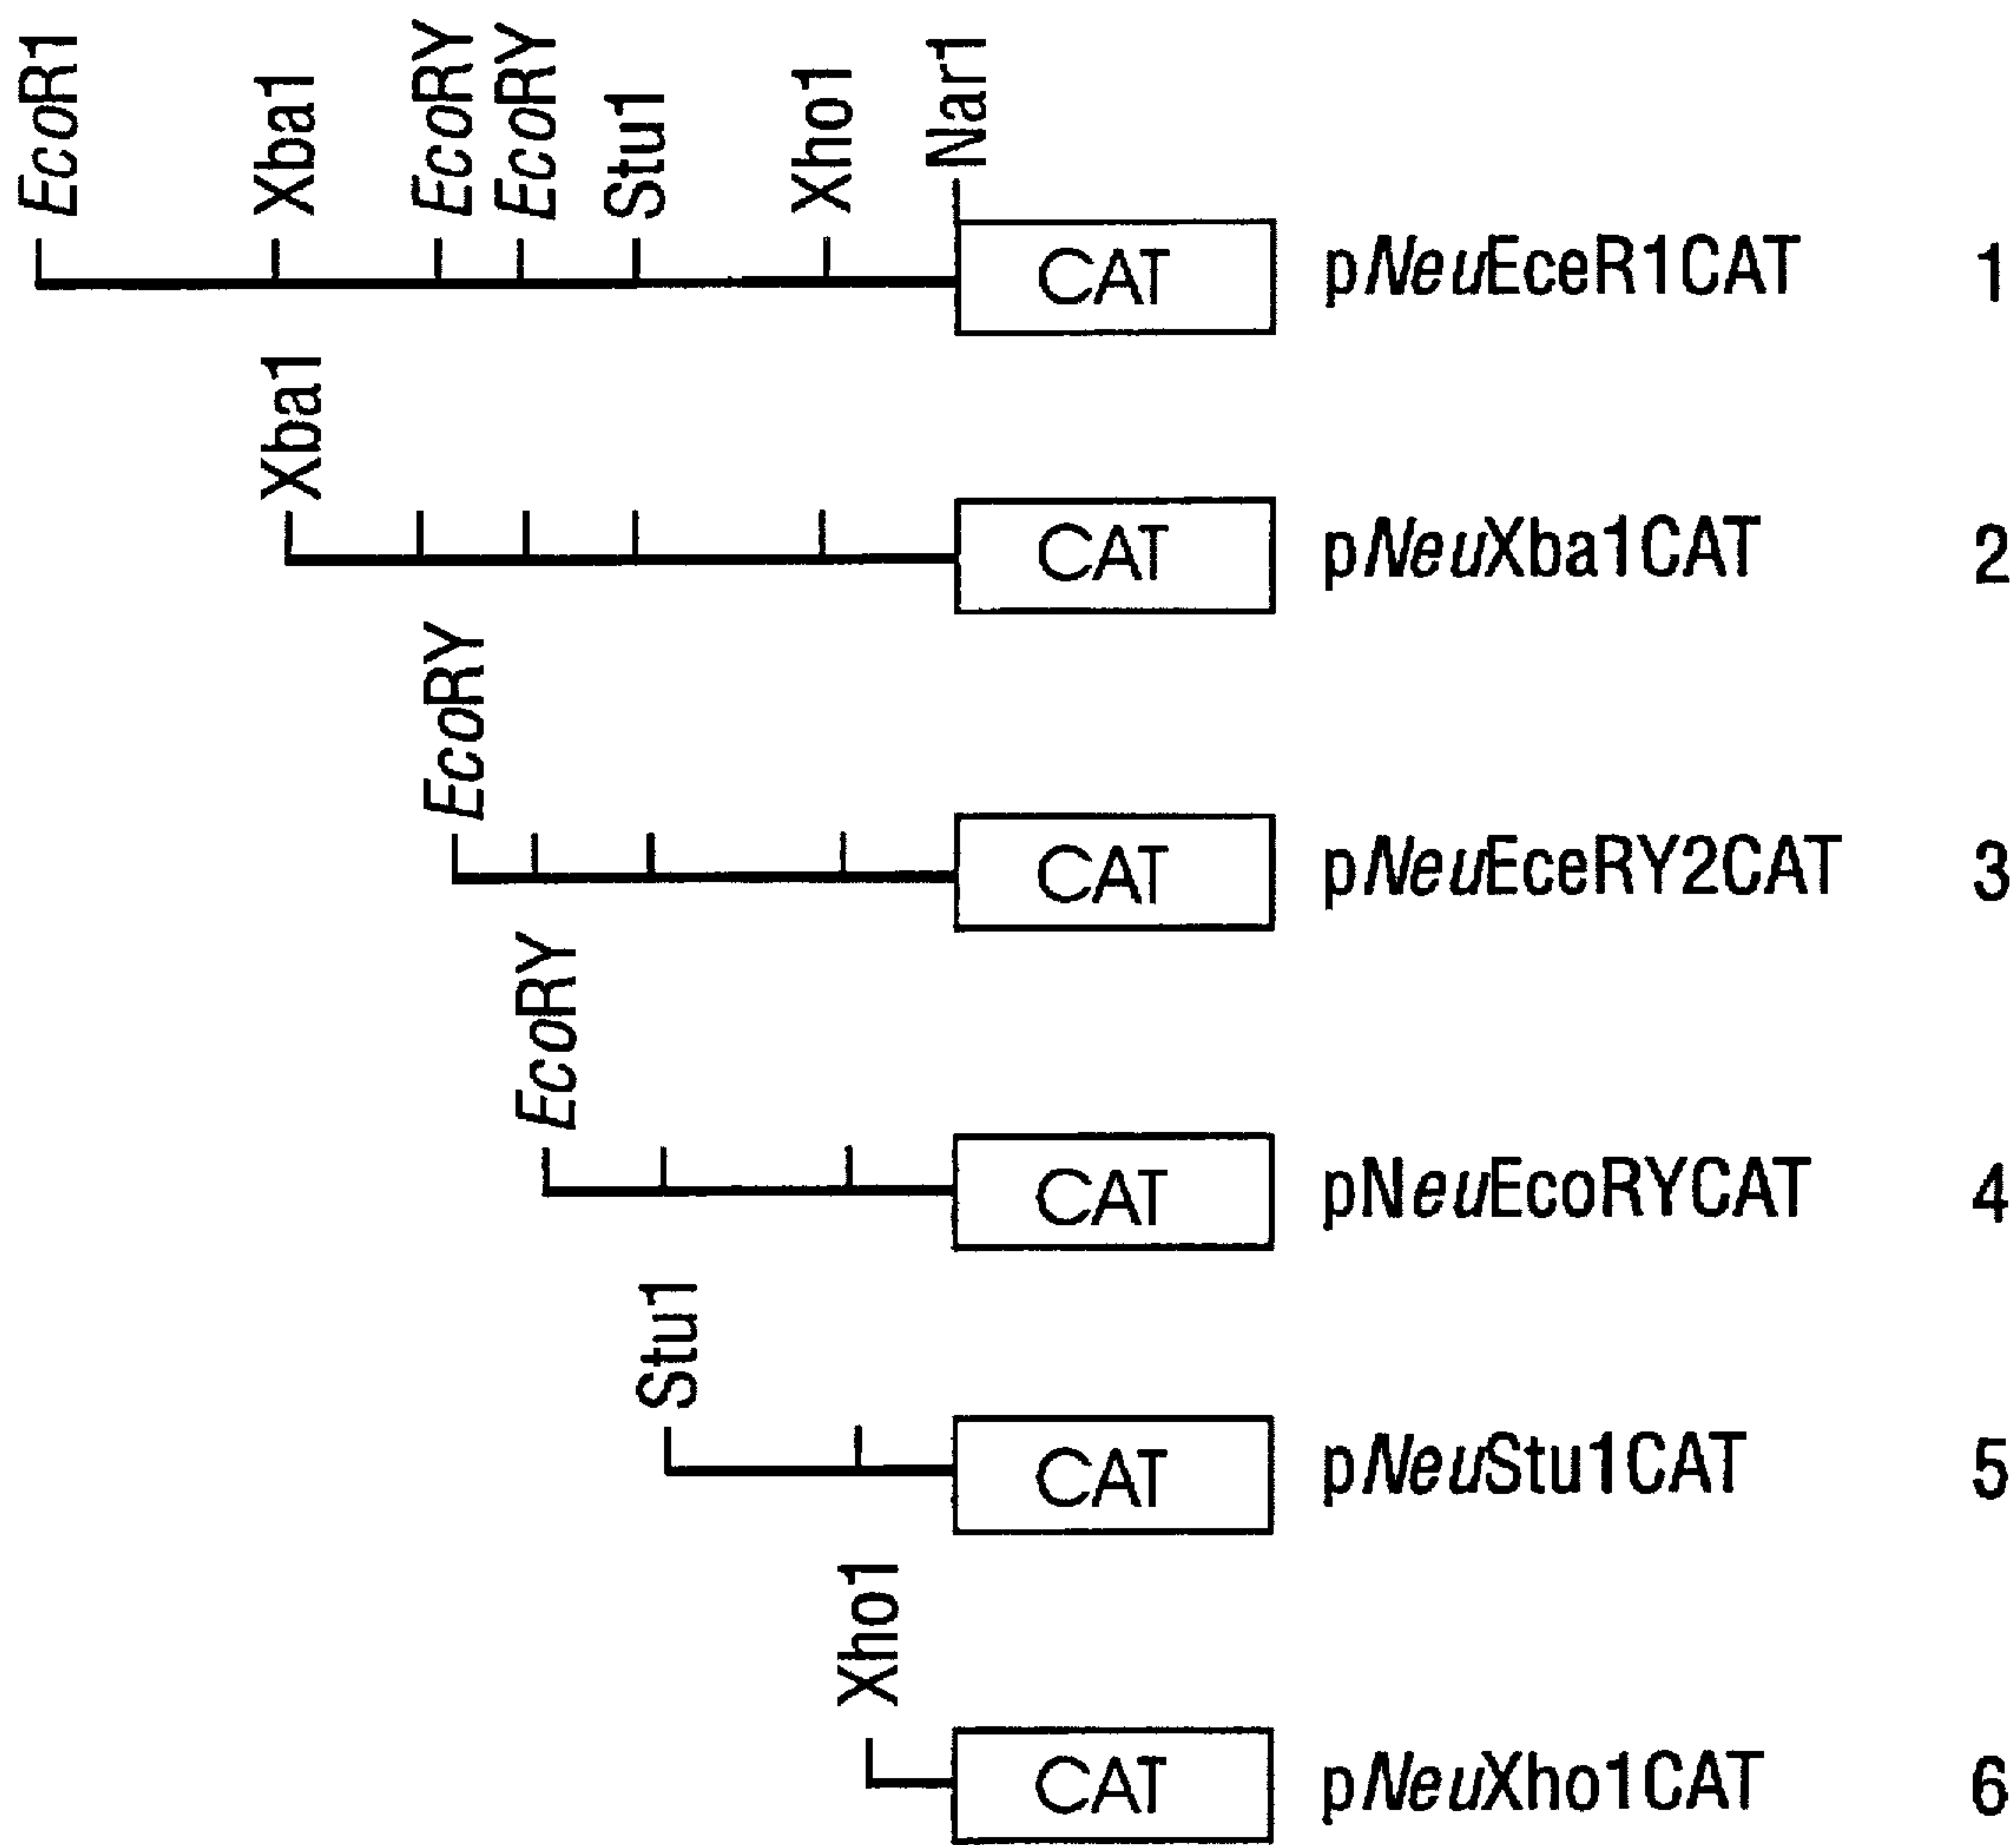 EcoR1 Xba1 EcoRY EcoRY Stu1 Xho1 Nar1
CAT pNeuEceR1CAT 1
Xba1
CAT pNeuXba1CAT 2
EcoRY
CAT pNeuEceRY2CAT 3
EcoRY
CAT pNeuEcoRYCAT 4
Stu1
CAT pNeuStu1CAT 5
Xho1
CAT pNeuXho1CAT 6